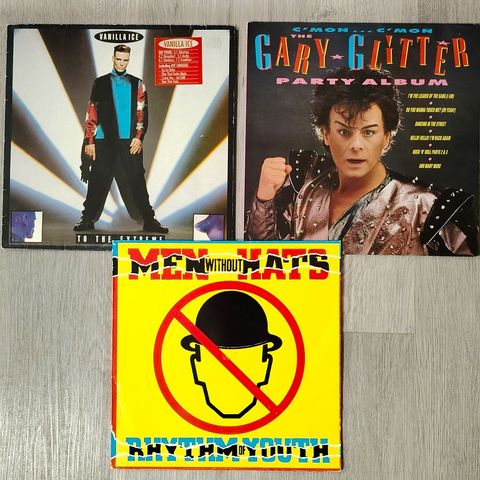 VANILLA ICE
VANILLA ICE
TO THE EXTREME
C'MON... C'MON
THE
GARY GLITTER
PARTY ALBUM
I'M THE LEADER OF THE GANG (I AM)
DO YOU WANNA TOUCH ME? (OH YEAH!)
DANCING IN THE STREET
HELLO! HELLO! I'M BACK AGAIN
ROCK 'N' ROLL PARTS 2 & 3
AND MANY MORE
MEN WITHOUT HATS
RHYTHM OF YOUTH